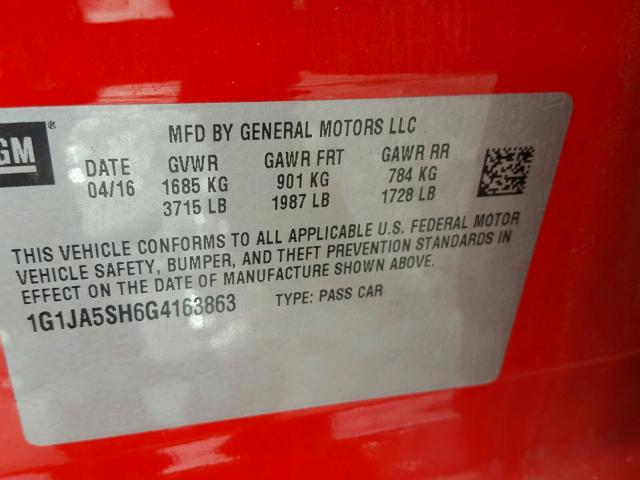 GM ®
MFD BY GENERAL MOTORS LLC
DATE GVWR GAWR FRT GAWR RR
04/16 1685 KG 901 KG 784 KG
3715 LB 1987 LB 1728 LB
THIS VEHICLE CONFORMS TO ALL APPLICABLE U.S. FEDERAL MOTOR
VEHICLE SAFETY, BUMPER, AND THEFT PREVENTION STANDARDS IN
EFFECT ON THE DATE OF MANUFACTURE SHOWN ABOVE.
1G1JA5SH6G4163863 TYPE: PASS CAR